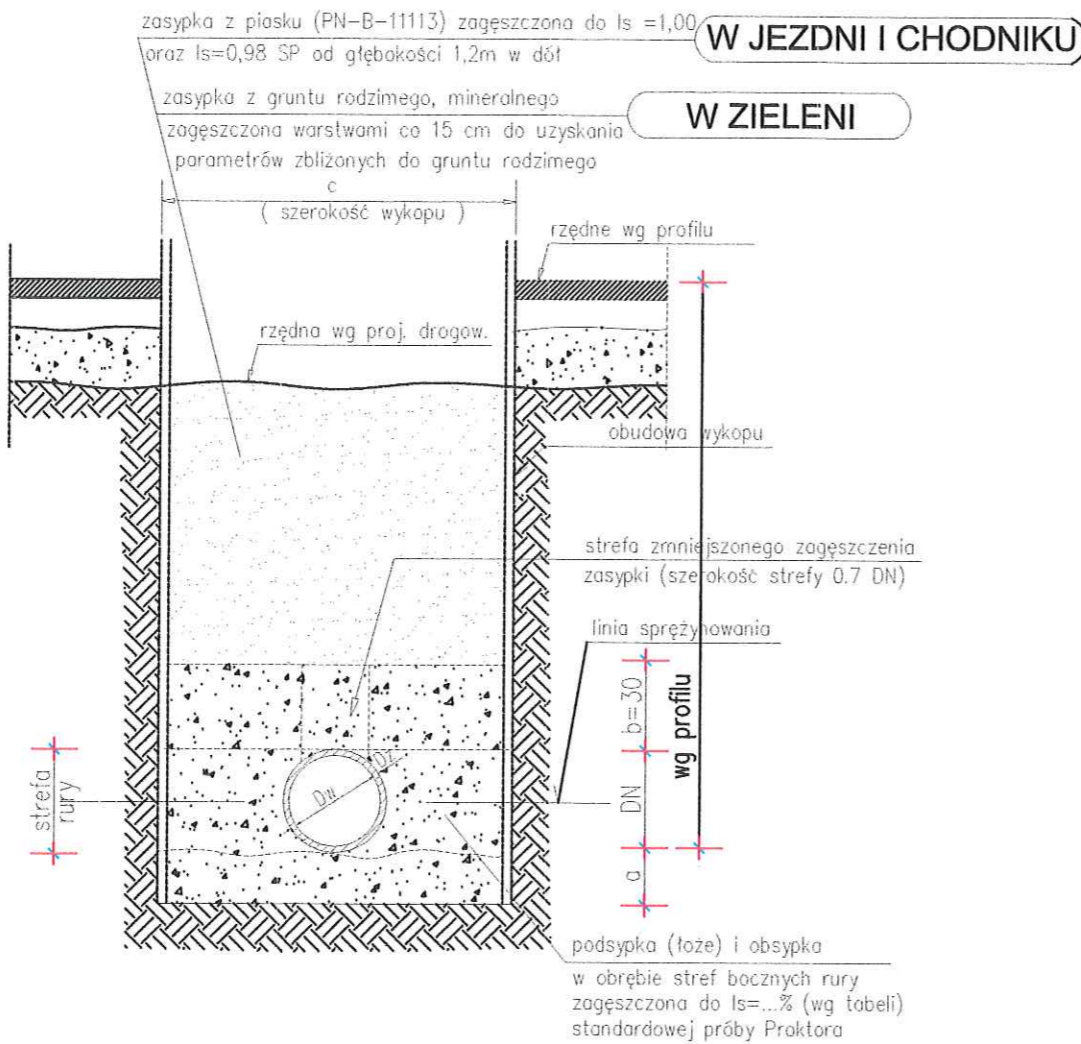 zasypka z piasku (PN-B-11113) zagęszczona do Is =1,00
oraz Is=0,98 SP od głębokości 1,2m w dół
W JEZDNI I CHODNIKU
zasypka z gruntu rodzimego, mineralnego
zagęszczona warstwami co 15 cm do uzyskania
parametrów zbliżonych do gruntu rodzimego
W ZIELENI
c
( szerokość wykopu )
rzędne wg profilu
rzędna wg proj. drogow.
obudowa wykopu
strefa zmniejszonego zagęszczenia
zasypki (szerokość strefy 0.7 DN)
linia sprężynowania
b=30
wg profilu
DN
a
strefa
rury
Dw
Dz
podsypka (łoże) i obsypka
w obrębie stref bocznych rury
zagęszczona do Is=...% (wg tabeli)
standardowej próby Proktora